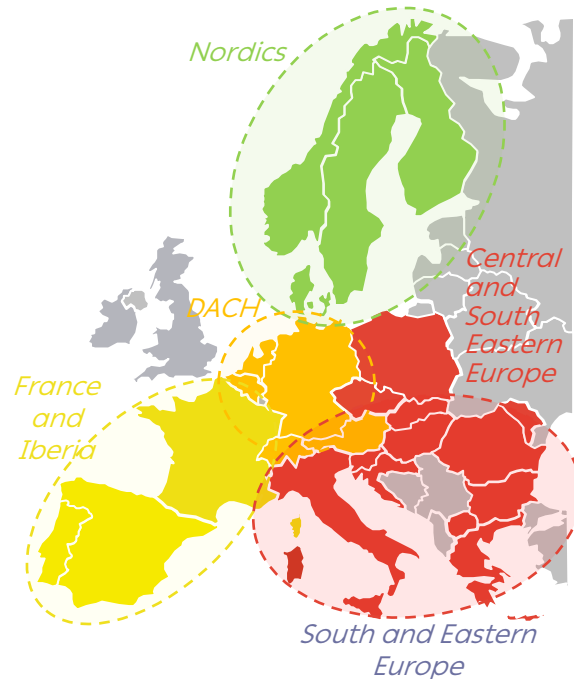 Nordics
Central
and
South
Eastern
Europe
DACH
France
and
Iberia
South and Eastern
Europe